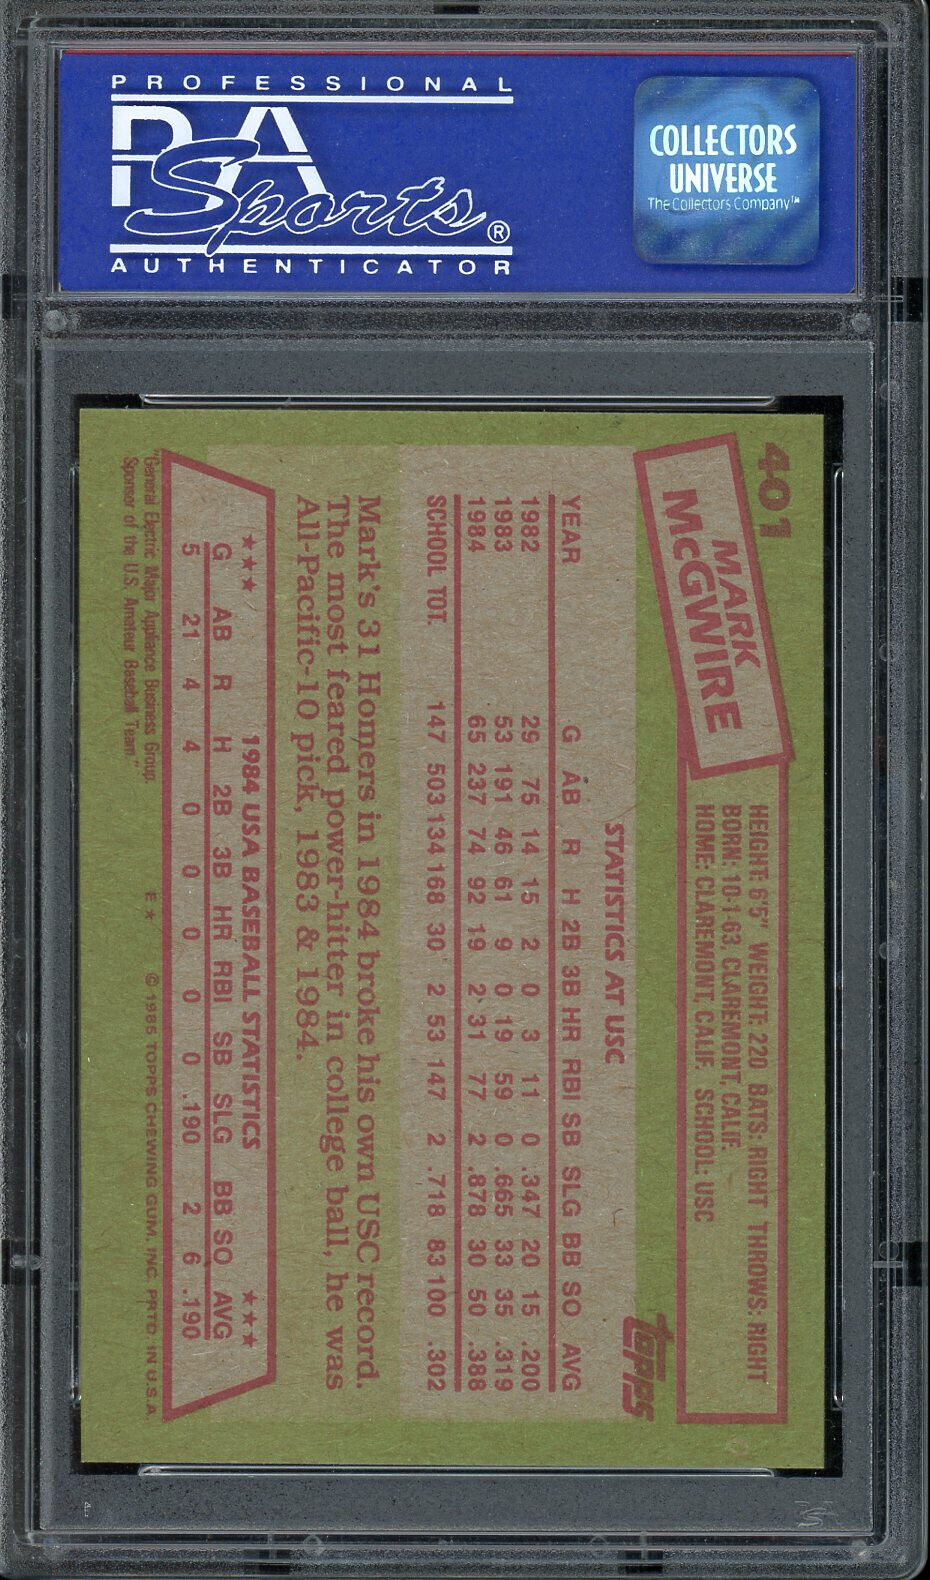 PROFESSIONAL
PSA
Sports®
AUTHENTICATOR
COLLECTORS
UNIVERSE
The Collectors Company™
401
MARK
McGWIRE
HEIGHT: 6'5" WEIGHT: 220 BATS: RIGHT THROWS: RIGHT
BORN: 10-1-63, CLAREMONT, CALIF.
HOME: CLAREMONT, CALIF. SCHOOL: USC
Topps
STATISTICS AT USC
YEAR G AB R H 2B 3B HR RBI SB SLG BB SO AVG
1982 29 75 14 15 2 0 3 11 0 .347 20 15 .200
1983 53 191 46 61 9 0 19 59 0 .665 33 35 .319
1984 65 237 74 92 19 2 31 77 2 .878 30 50 .388
SCHOOL TOT. 147 503 134 168 30 2 53 147 2 .718 83 100 .302
Mark's 31 Homers in 1984 broke his own USC record.
The most feared power-hitter in college ball, he was
All-Pacific-10 pick, 1983 & 1984.
★★★ 1984 USA BASEBALL STATISTICS ★★★
G AB R H 2B 3B HR RBI SB SLG BB SO AVG
5 21 4 4 0 0 0 0 0 .190 2 6 .190
"General Electric Major Appliance Business Group,
Sponsor of the U.S. Amateur Baseball Team."
E★ © 1985 TOPPS CHEWING GUM, INC. PRTD. IN U.S.A.